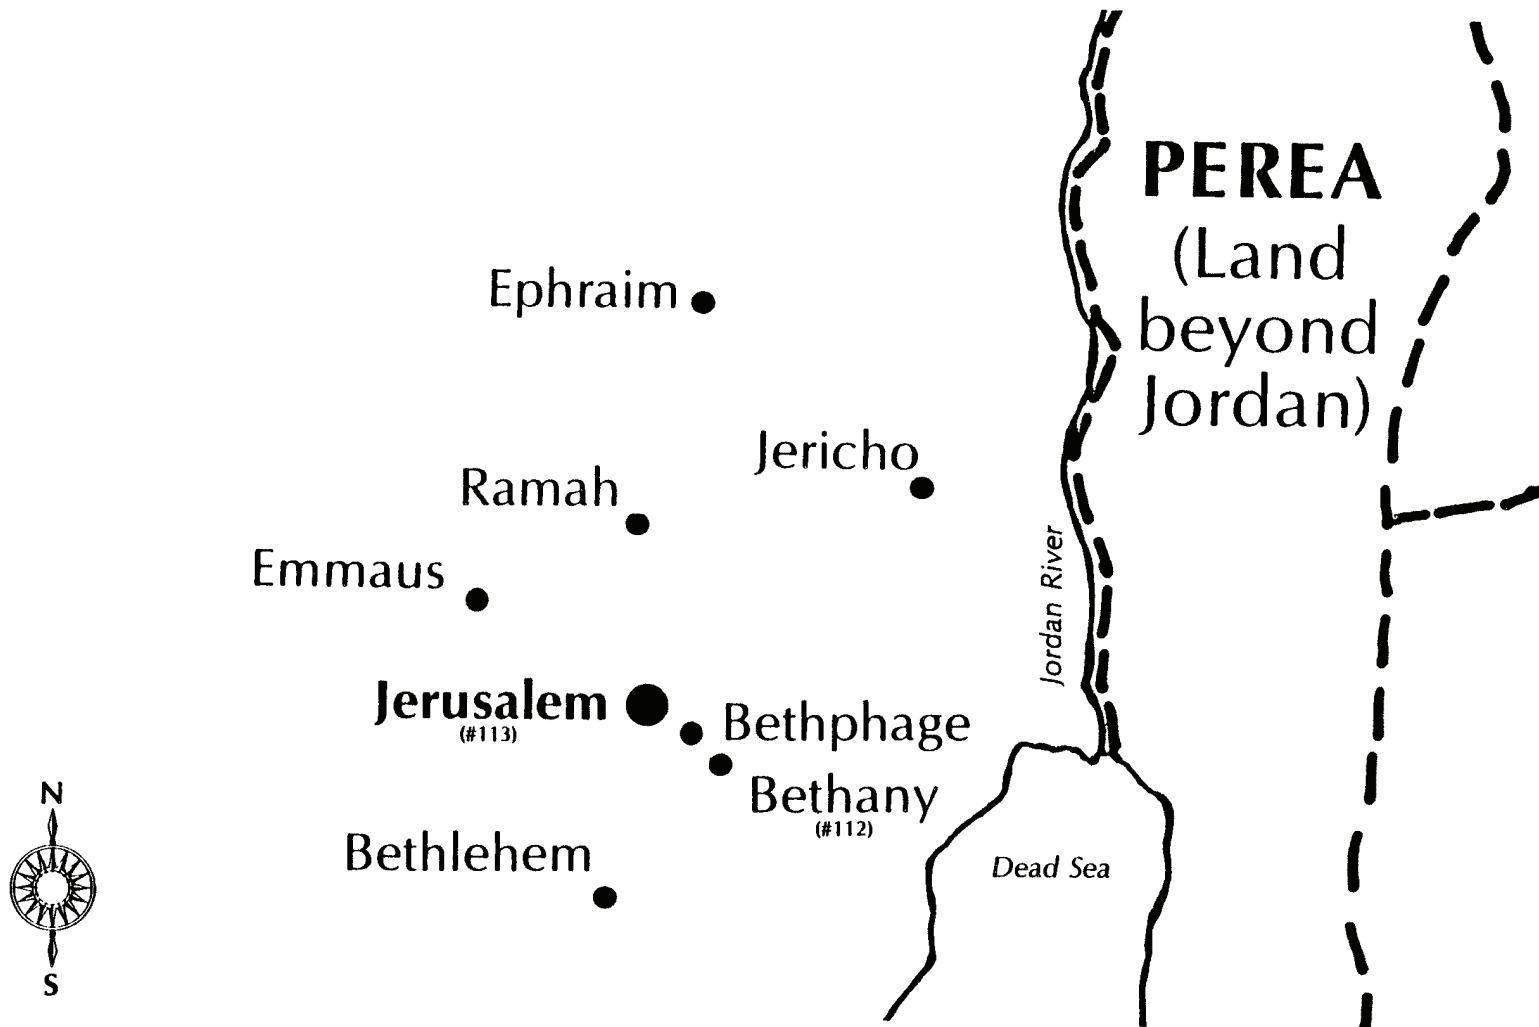 PEREA
(Land
beyond
Jordan)
Ephraim
Jericho
Ramah
Emmaus
Jordan River
Jerusalem
(#113)
Bethphage
Bethany
(#112)
Bethlehem
Dead Sea
N
S